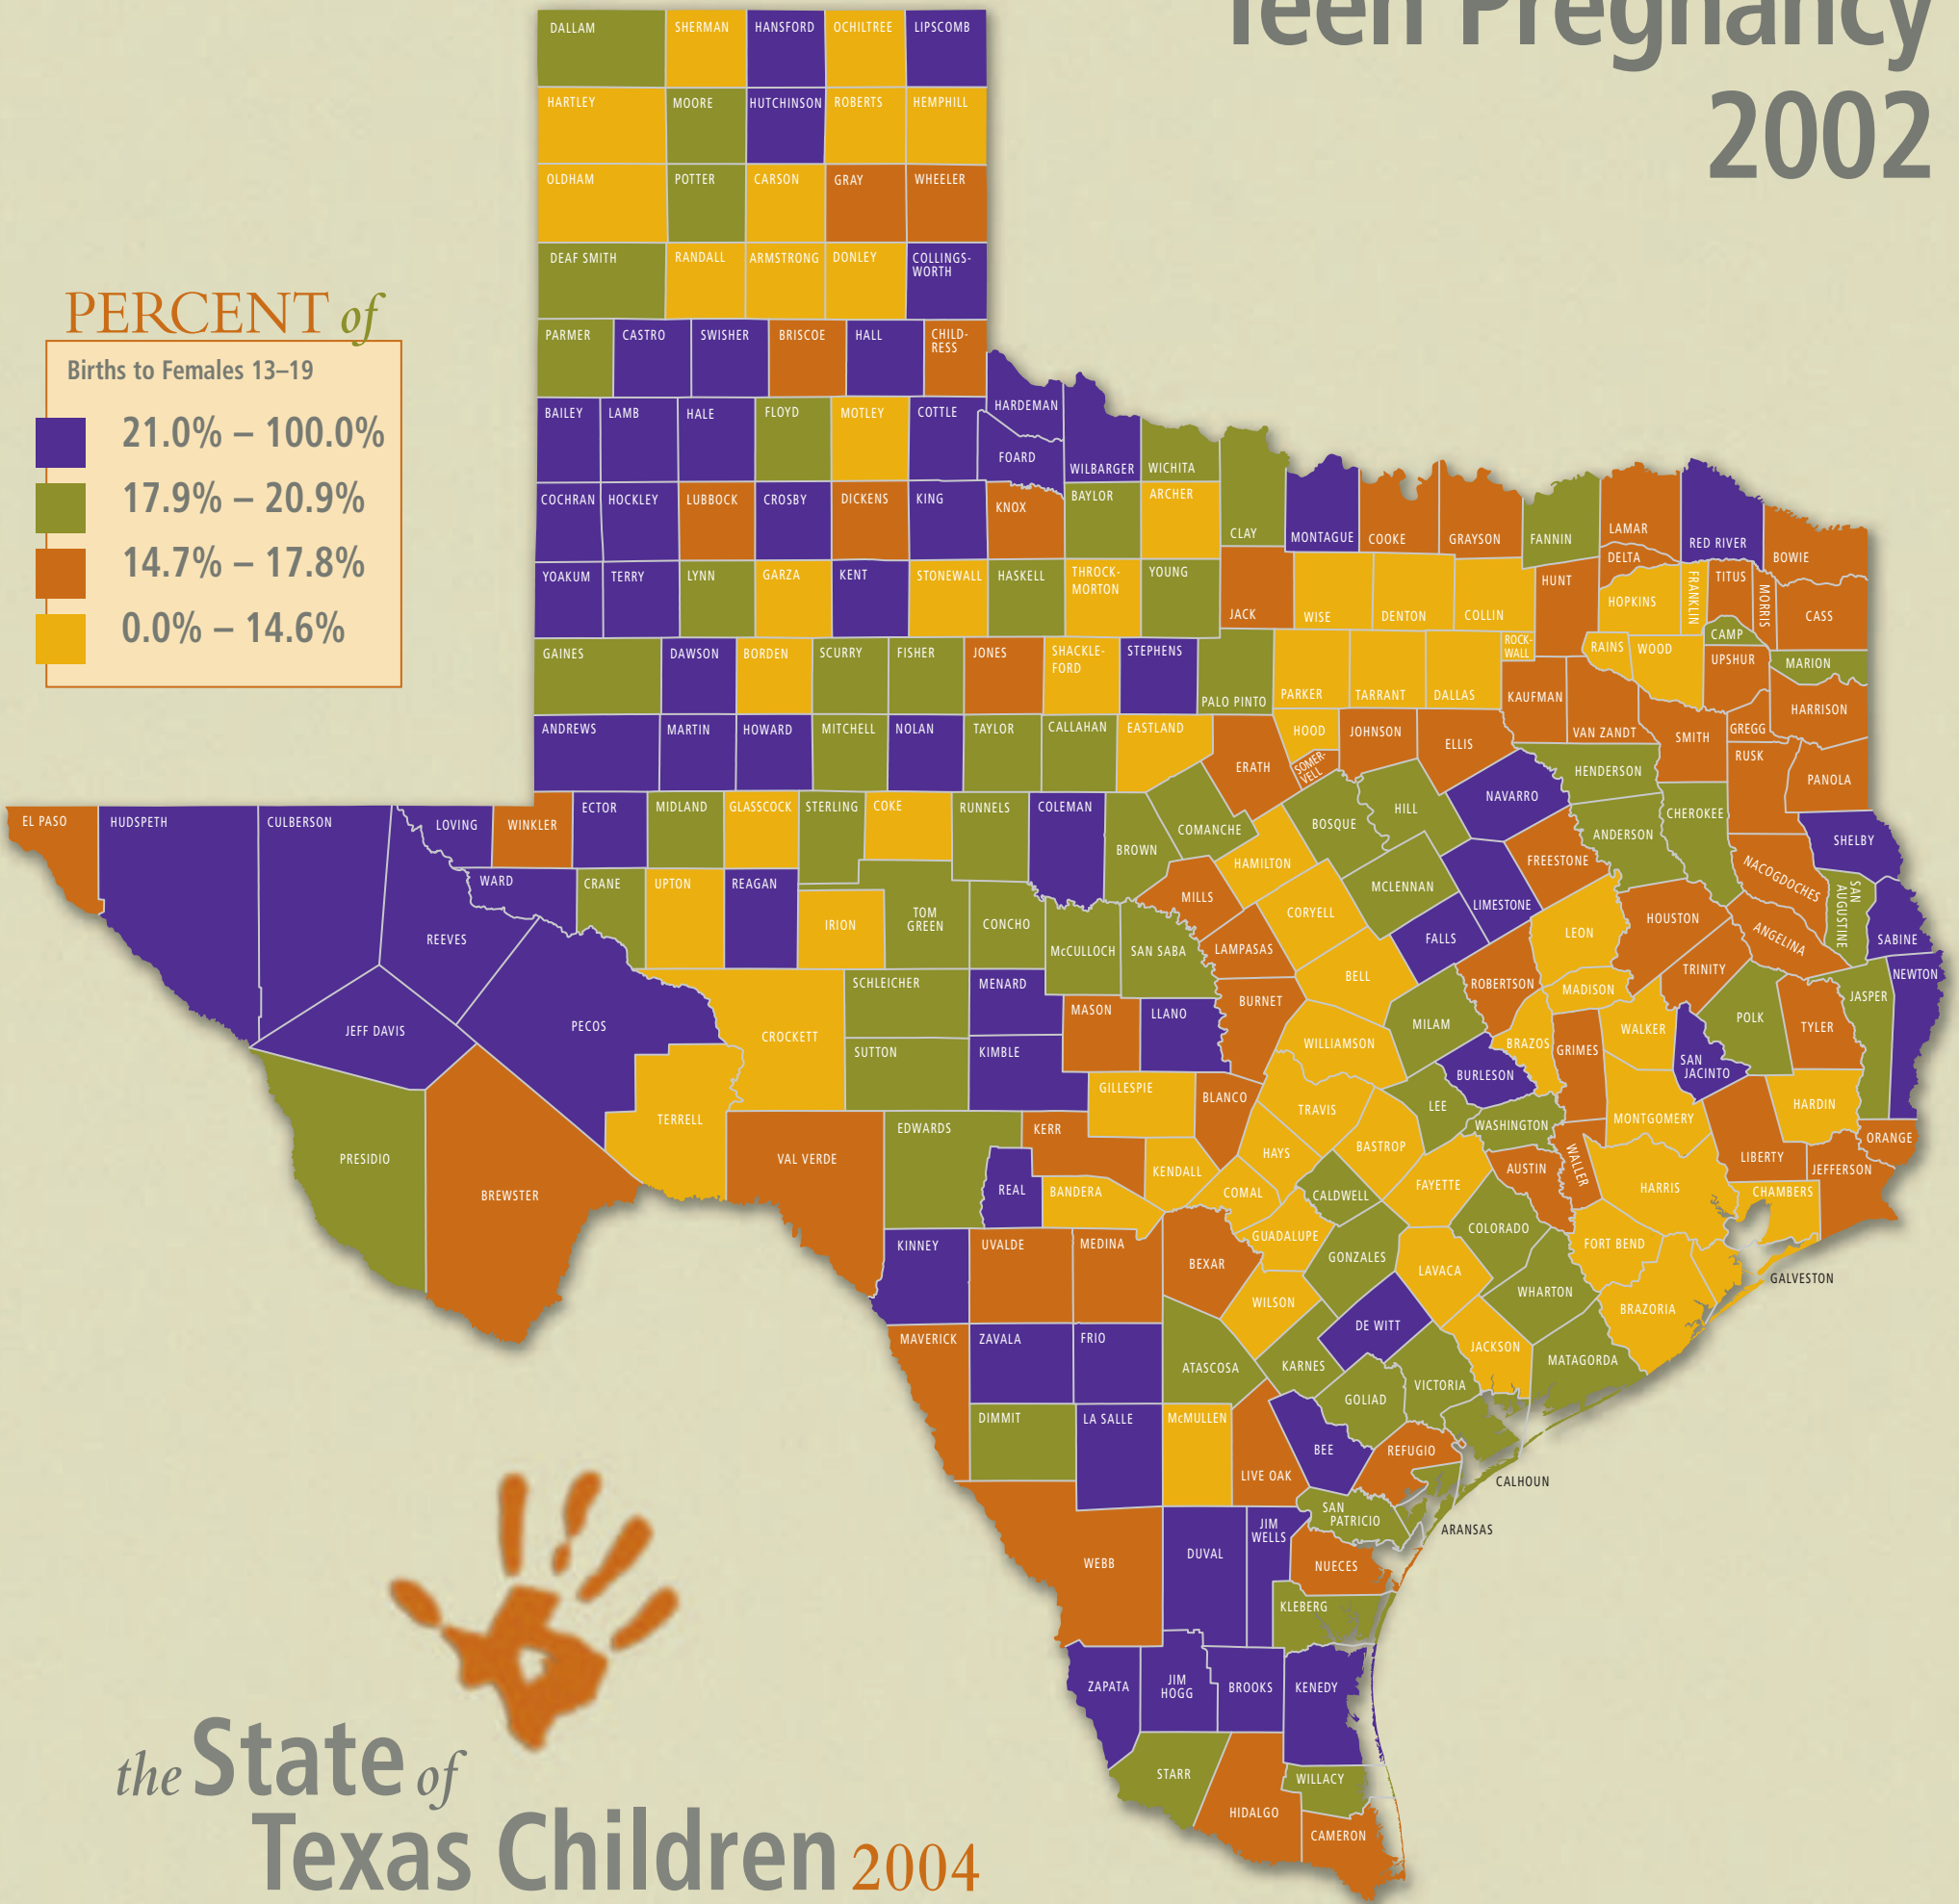 Teen Pregnancy
2002
PERCENT of
Births to Females 13–19
21.0% – 100.0%
17.9% – 20.9%
14.7% – 17.8%
0.0% – 14.6%
DALLAM SHERMAN HANSFORD OCHILTREE LIPSCOMB
HARTLEY MOORE HUTCHINSON ROBERTS HEMPHILL
OLDHAM POTTER CARSON GRAY WHEELER
DEAF SMITH RANDALL ARMSTRONG DONLEY COLLINGS-
WORTH
PARMER CASTRO SWISHER BRISCOE HALL CHILD-
RESS
BAILEY LAMB HALE FLOYD MOTLEY COTTLE HARDEMAN
FOARD WILBARGER WICHITA
COCHRAN HOCKLEY LUBBOCK CROSBY DICKENS KING KNOX BAYLOR ARCHER
CLAY MONTAGUE COOKE GRAYSON FANNIN LAMAR RED RIVER BOWIE
DELTA
YOAKUM TERRY LYNN GARZA KENT STONEWALL HASKELL THROCK-
MORTON YOUNG
JACK WISE DENTON COLLIN HUNT HOPKINS FRANKLIN TITUS MORRIS CASS
CAMP
GAINES DAWSON BORDEN SCURRY FISHER JONES SHACKLE-
FORD STEPHENS
PALO PINTO PARKER TARRANT DALLAS ROCK-
WALL KAUFMAN RAINS WOOD UPSHUR MARION
VAN ZANDT SMITH GREGG HARRISON
ANDREWS MARTIN HOWARD MITCHELL NOLAN TAYLOR CALLAHAN EASTLAND
ERATH HOOD SOMER-
VELL JOHNSON ELLIS HENDERSON RUSK PANOLA
EL PASO HUDSPETH CULBERSON LOVING WINKLER ECTOR MIDLAND GLASSCOCK STERLING COKE RUNNELS COLEMAN
BROWN COMANCHE BOSQUE HILL NAVARRO ANDERSON CHEROKEE SHELBY
HAMILTON FREESTONE NACOGDOCHES
REEVES WARD CRANE UPTON REAGAN IRION TOM
GREEN CONCHO McCULLOCH SAN SABA
MILLS LAMPASAS CORYELL MCLENNAN LIMESTONE FALLS LEON HOUSTON ANGELINA SAN
AUGUSTINE SABINE
BELL ROBERTSON MADISON TRINITY JASPER NEWTON
JEFF DAVIS PECOS CROCKETT SCHLEICHER MENARD MASON LLANO BURNET
SUTTON KIMBLE WILLIAMSON MILAM BRAZOS GRIMES WALKER SAN
JACINTO POLK TYLER
BURLESON
PRESIDIO BREWSTER TERRELL VAL VERDE EDWARDS KERR GILLESPIE BLANCO TRAVIS LEE WASHINGTON MONTGOMERY HARDIN
HAYS BASTROP AUSTIN WALLER LIBERTY ORANGE
JEFFERSON
REAL BANDERA KENDALL COMAL CALDWELL FAYETTE HARRIS CHAMBERS
KINNEY UVALDE MEDINA BEXAR GUADALUPE GONZALES COLORADO FORT BEND
LAVACA GALVESTON
WILSON WHARTON BRAZORIA
MAVERICK ZAVALA FRIO ATASCOSA KARNES DE WITT JACKSON MATAGORDA
VICTORIA
DIMMIT LA SALLE McMULLEN LIVE OAK GOLIAD
BEE REFUGIO
CALHOUN
WEBB DUVAL JIM
WELLS SAN
PATRICIO ARANSAS
NUECES
KLEBERG
ZAPATA JIM
HOGG BROOKS KENEDY
STARR WILLACY
HIDALGO
CAMERON
the State of
Texas Children 2004